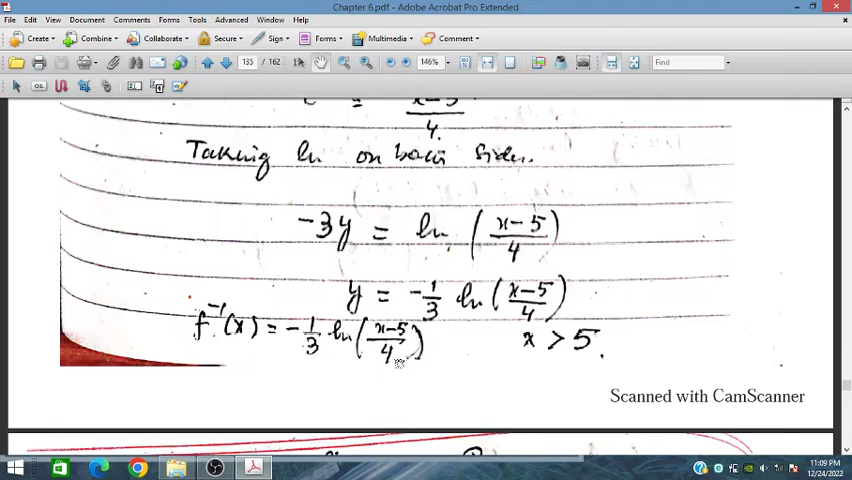 Chapter 6.pdf - Adobe Acrobat Pro Extended
File Edit View Document Comments Forms Tools Advanced Window Help
Create Combine Collaborate Secure Sign Forms Multimedia Comment
135 / 162 146% Find
x-5
4.
Taking ln on both sides.
-3y = ln (x-5/4)
y = -1/3 ln (x-5/4)
f⁻¹(x) = -1/3 ln (x-5/4) x > 5.
Scanned with CamScanner
11:09 PM
12/24/2022